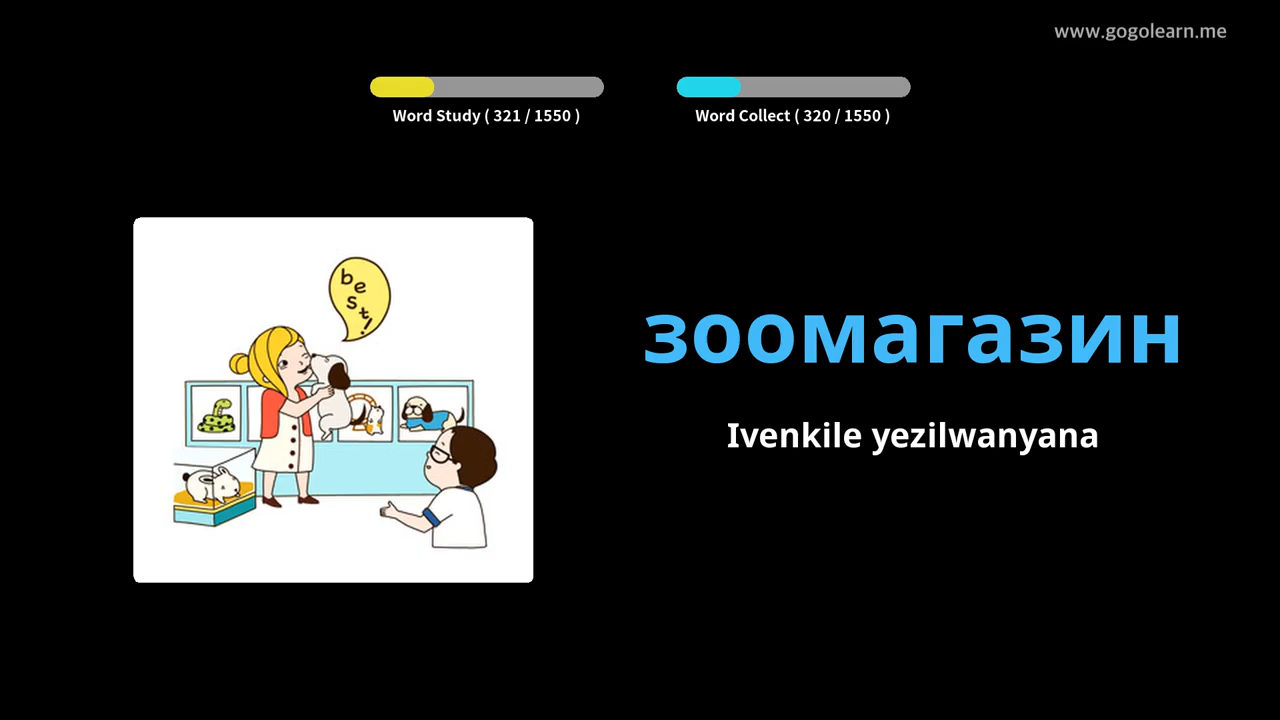 www.gogolearn.me
Word Study ( 321 / 1550 )
Word Collect ( 320 / 1550 )
best!
зоомагазин
Ivenkile yezilwanyana